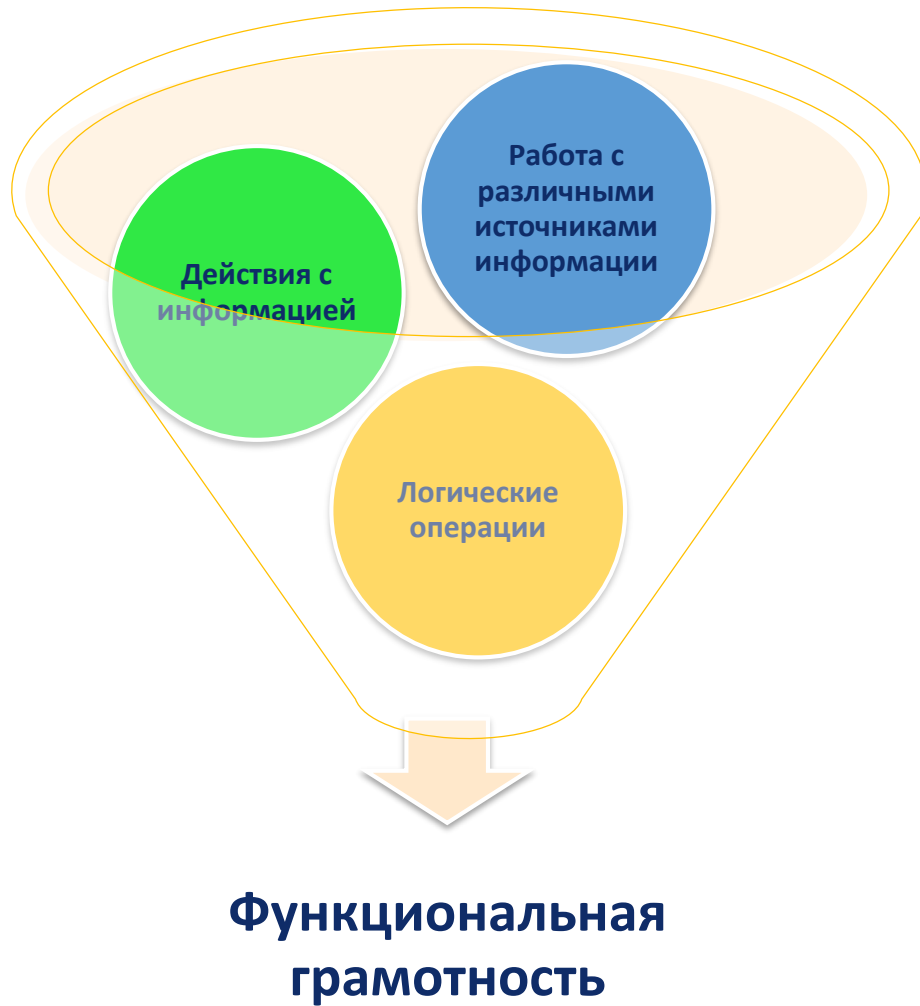 Работа с
различными
источниками
информации
Действия с
информацией
Логические
операции
Функциональная
грамотность